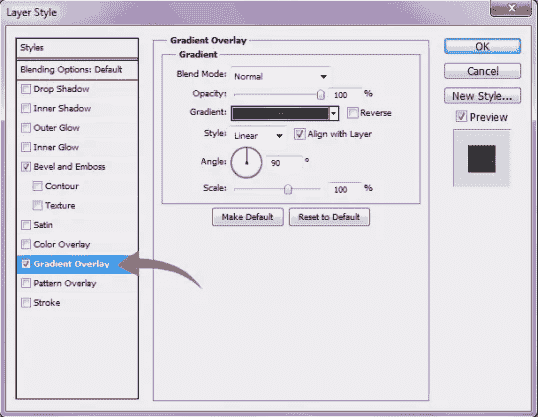 Layer Style
Styles
Blending Options: Default
Drop Shadow
Inner Shadow
Outer Glow
Inner Glow
Bevel and Emboss
Contour
Texture
Satin
Color Overlay
Gradient Overlay
Pattern Overlay
Stroke
Gradient Overlay
Gradient
Blend Mode: Normal
Opacity: 100 %
Gradient: Reverse
Style: Linear Align with Layer
Angle: 90 °
Scale: 100 %
Make Default Reset to Default
OK
Cancel
New Style...
Preview